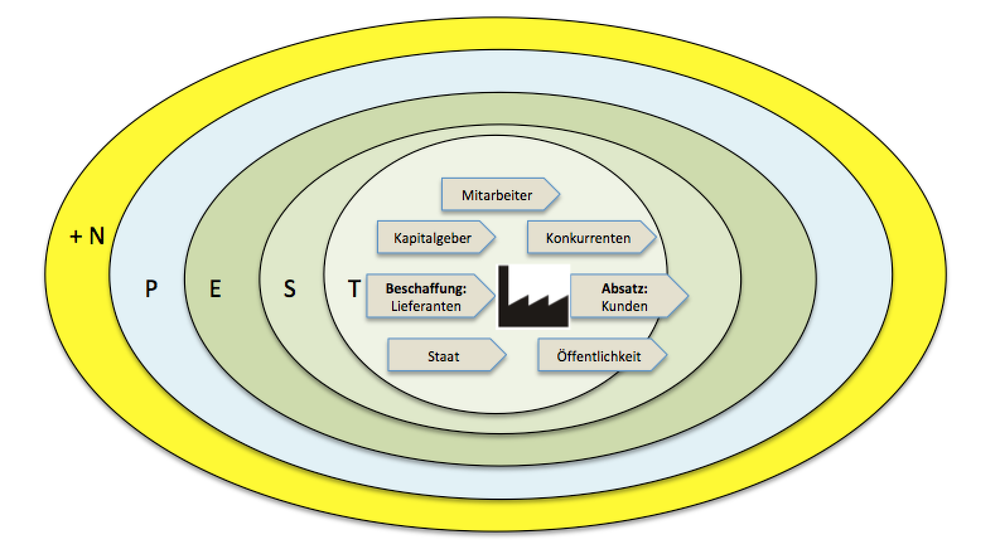 Mitarbeiter
+ N
Kapitalgeber
Konkurrenten
P
E
S
T
Beschaffung:
Lieferanten
Absatz:
Kunden
Staat
Öffentlichkeit